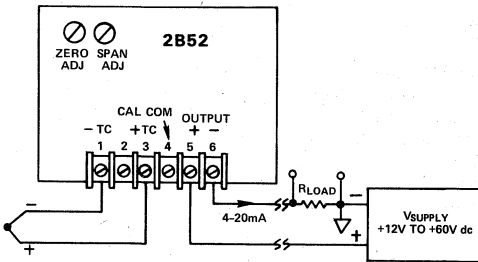 2B52
ZERO ADJ
SPAN ADJ
CAL COM
- TC
+TC
OUTPUT
+ -
1 2 3 4 5 6
4–20mA
RLOAD
-
+
VSUPPLY
+12V TO +60V dc
-
+